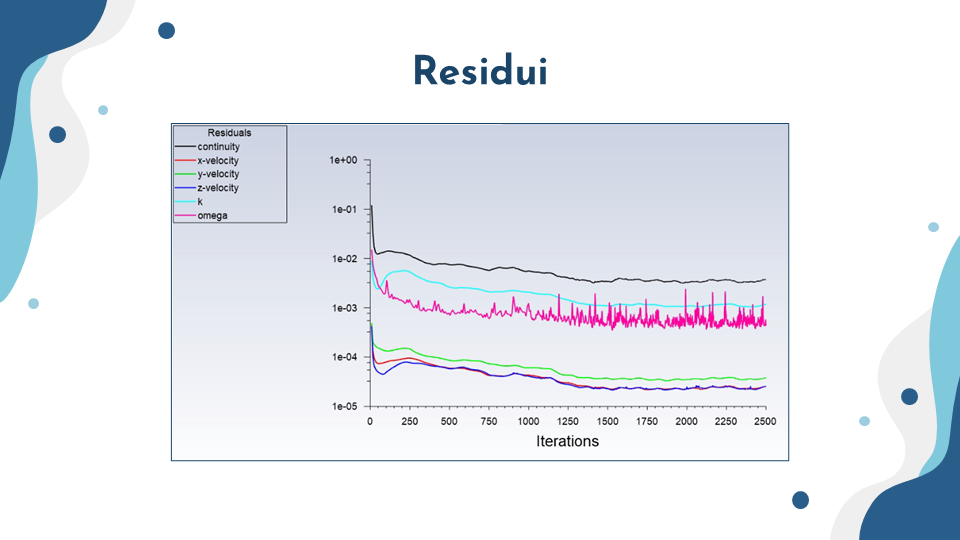 Residui
Residuals
continuity
x-velocity
y-velocity
z-velocity
k
omega
1e+00
1e-01
1e-02
1e-03
1e-04
1e-05
0 250 500 750 1000 1250 1500 1750 2000 2250 2500
Iterations